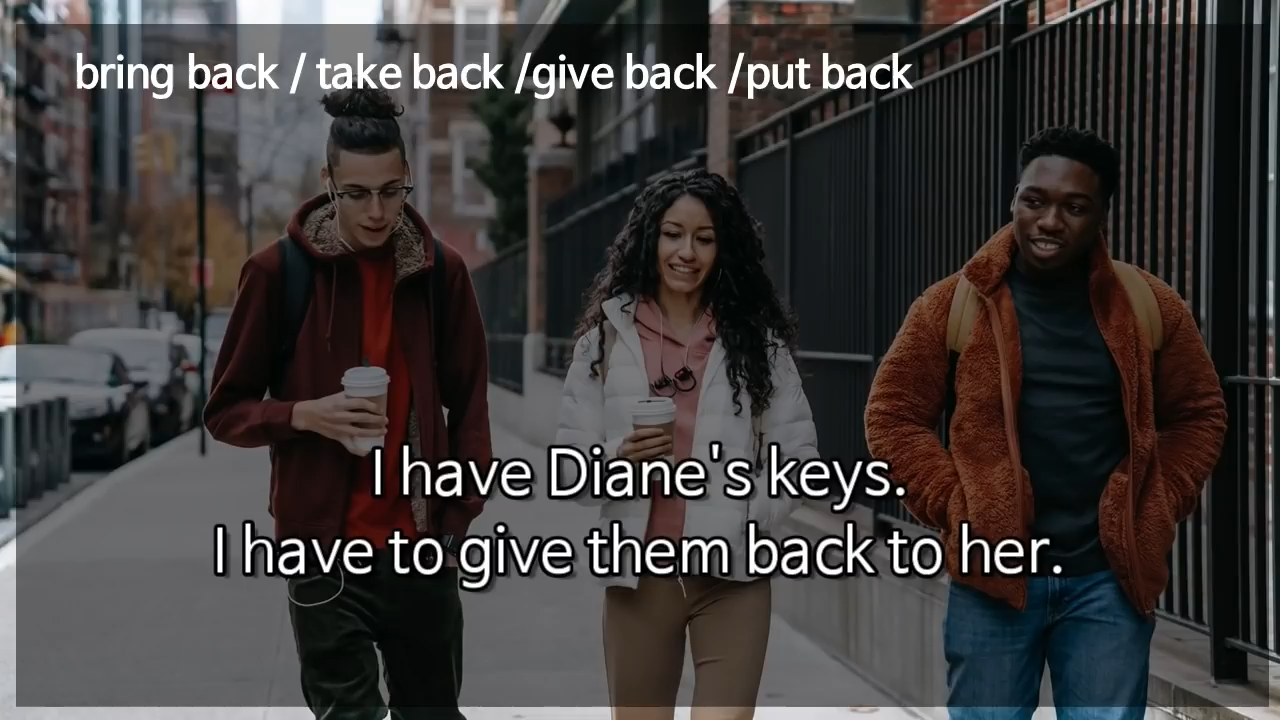 bring back / take back /give back /put back
I have Diane's keys.
I have to give them back to her.